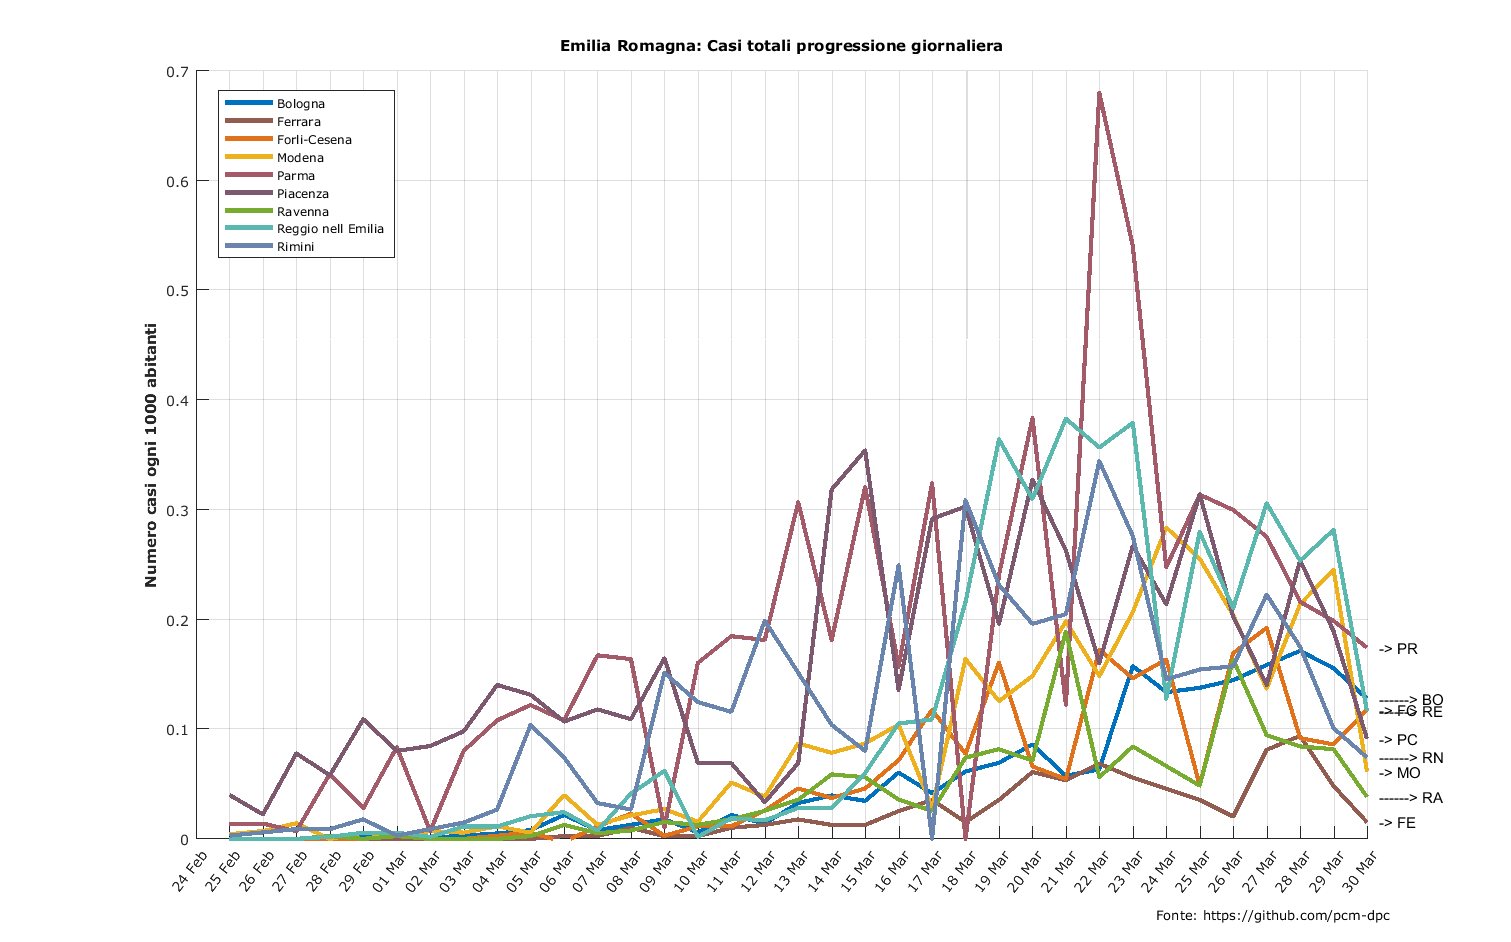 Emilia Romagna: Casi totali progressione giornaliera
Numero casi ogni 1000 abitanti
0.7
0.6
0.5
0.4
0.3
0.2
0.1
0
Bologna
Ferrara
Forli-Cesena
Modena
Parma
Piacenza
Ravenna
Reggio nell Emilia
Rimini
-> PR
------> BO
-> FC
------> RE
-> PC
------> RN
-> MO
------> RA
-> FE
24 Feb
25 Feb
26 Feb
27 Feb
28 Feb
29 Feb
01 Mar
02 Mar
03 Mar
04 Mar
05 Mar
06 Mar
07 Mar
08 Mar
09 Mar
10 Mar
11 Mar
12 Mar
13 Mar
14 Mar
15 Mar
16 Mar
17 Mar
18 Mar
19 Mar
20 Mar
21 Mar
22 Mar
23 Mar
24 Mar
25 Mar
26 Mar
27 Mar
28 Mar
29 Mar
30 Mar
Fonte: https://github.com/pcm-dpc